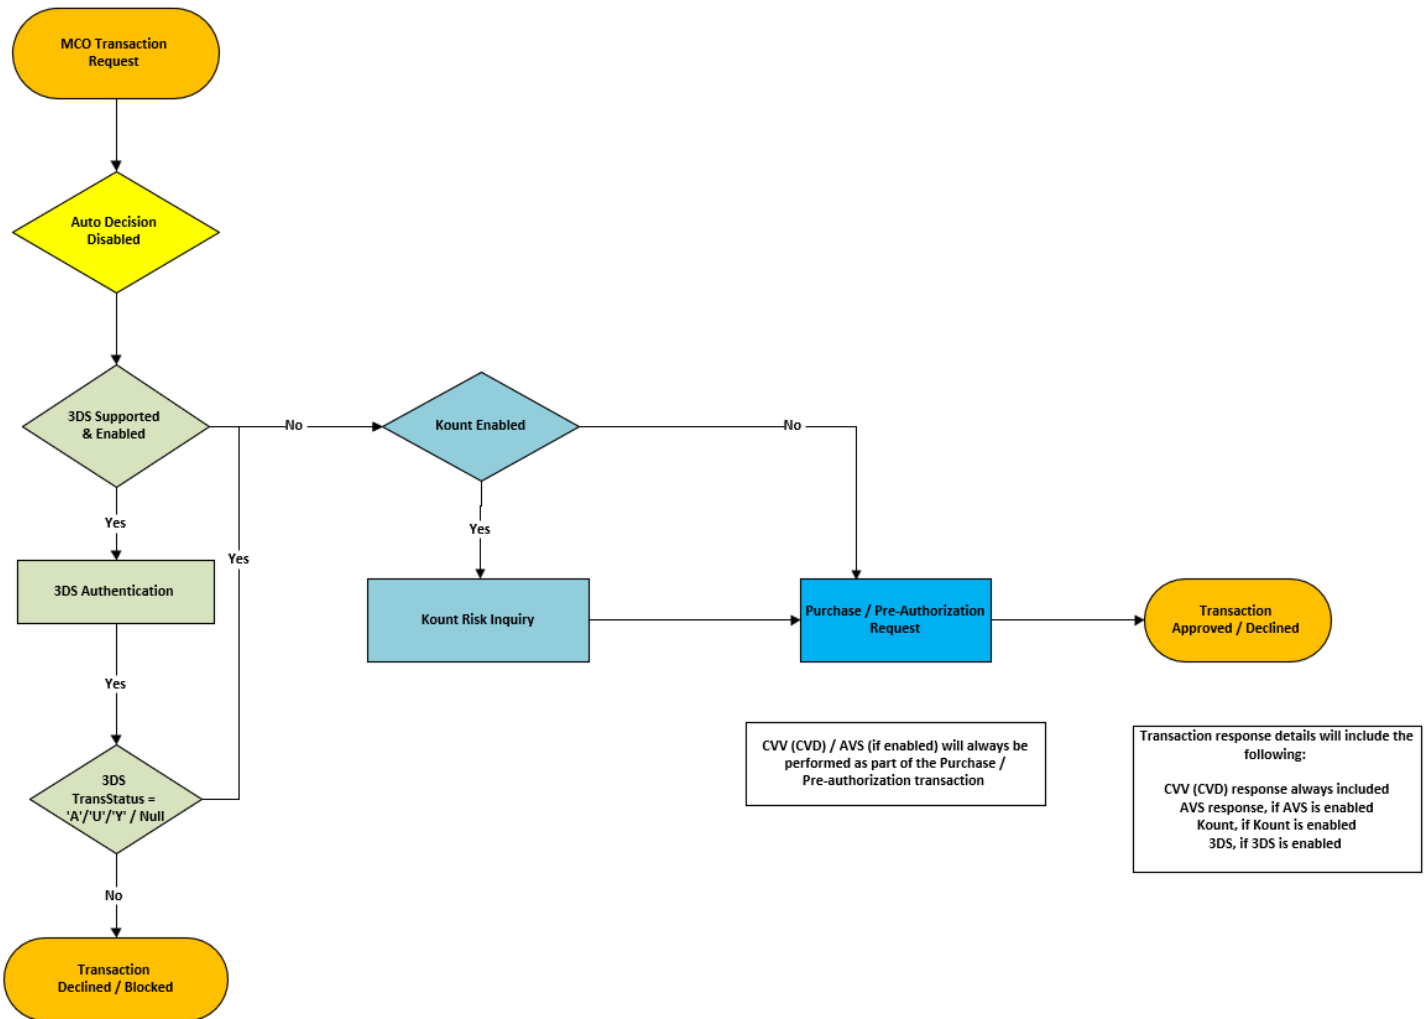 MCO Transaction
Request
Auto Decision
Disabled
3DS Supported
& Enabled
No
Kount Enabled
No
Yes
Yes
Yes
3DS Authentication
Kount Risk Inquiry
Purchase / Pre-Authorization
Request
Transaction
Approved / Declined
Yes
3DS
TransStatus =
'A'/'U'/'Y' / Null
CVV (CVD) / AVS (if enabled) will always be
performed as part of the Purchase /
Pre-authorization transaction
Transaction response details will include the
following:
CVV (CVD) response always included
AVS response, if AVS is enabled
Kount, if Kount is enabled
3DS, if 3DS is enabled
No
Transaction
Declined / Blocked